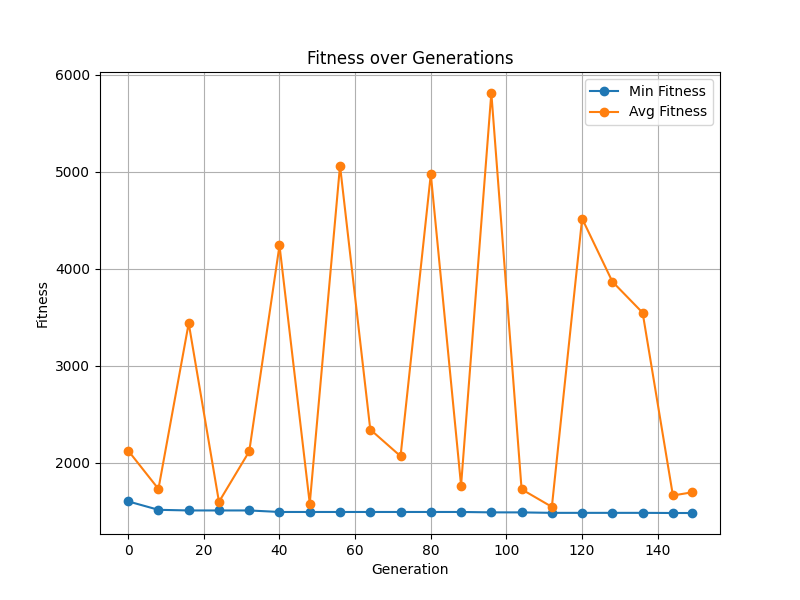 Fitness over Generations
Min Fitness
Avg Fitness
6000
5000
4000
3000
2000
Fitness
0 20 40 60 80 100 120 140
Generation